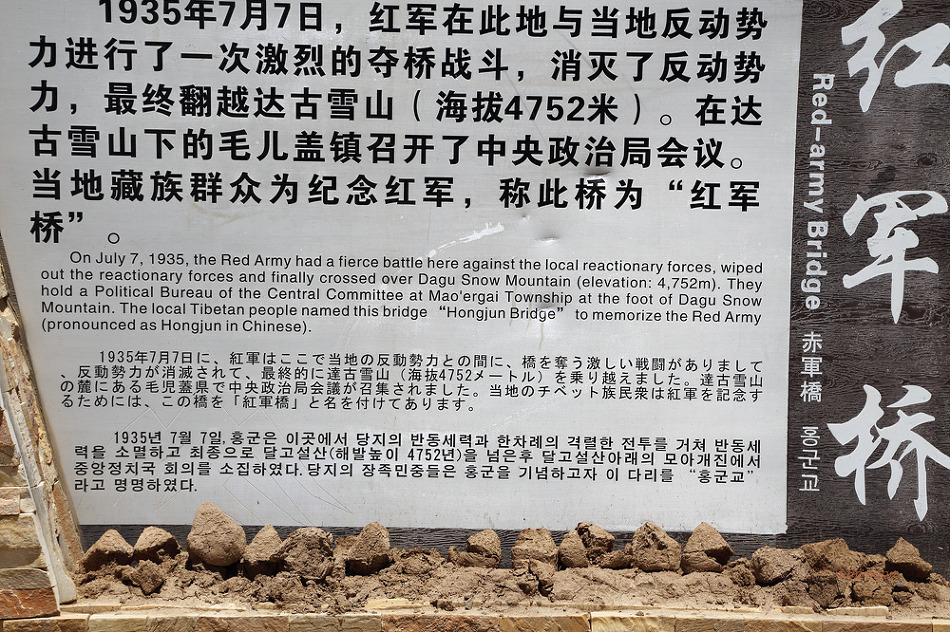 1935年7月7日，红军在此地与当地反动势
力进行了一次激烈的夺桥战斗，消灭了反动势
力，最终翻越达古雪山（海拔4752米）。在达
古雪山下的毛儿盖镇召开了中央政治局会议。
当地藏族群众为纪念红军，称此桥为“红军
桥”。
On July 7, 1935, the Red Army had a fierce battle here against the local reactionary forces, wiped
out the reactionary forces and finally crossed over Dagu Snow Mountain (elevation: 4,752m). They
hold a Political Bureau of the Central Committee at Mao'ergai Township at the foot of Dagu Snow
Mountain. The local Tibetan people named this bridge “Hongjun Bridge” to memorize the Red Army
(pronounced as Hongjun in Chinese).
1935年7月7日に、紅軍はここで当地の反動勢力との間に、橋を奪う激しい戦闘がありまして
、反動勢力が消滅されて、最終的に達古雪山（海拔4752メートル）を乗り越えました。達古雪山
の麓にある毛児蓋県で中央政治局会議が召集されました。当地のチベット族民衆は紅軍を記念す
るためには、この橋を「紅軍橋」と名を付けてあります。
1935년 7월 7일, 홍군은 이곳에서 당지의 반동세력과 한차례의 격렬한 전투를 거쳐 반동세
력을 소멸하고 최종으로 달고설산(해발높이 4752년)을 넘은후 달고설산아래의 모아개진에서
중앙정치국 회의를 소집하였다. 당지의 장족민중들은 홍군을 기념하고자 이 다리를 “홍군교”
라고 명명하였다.
红军桥
Red-army Bridge 赤軍橋 홍군교